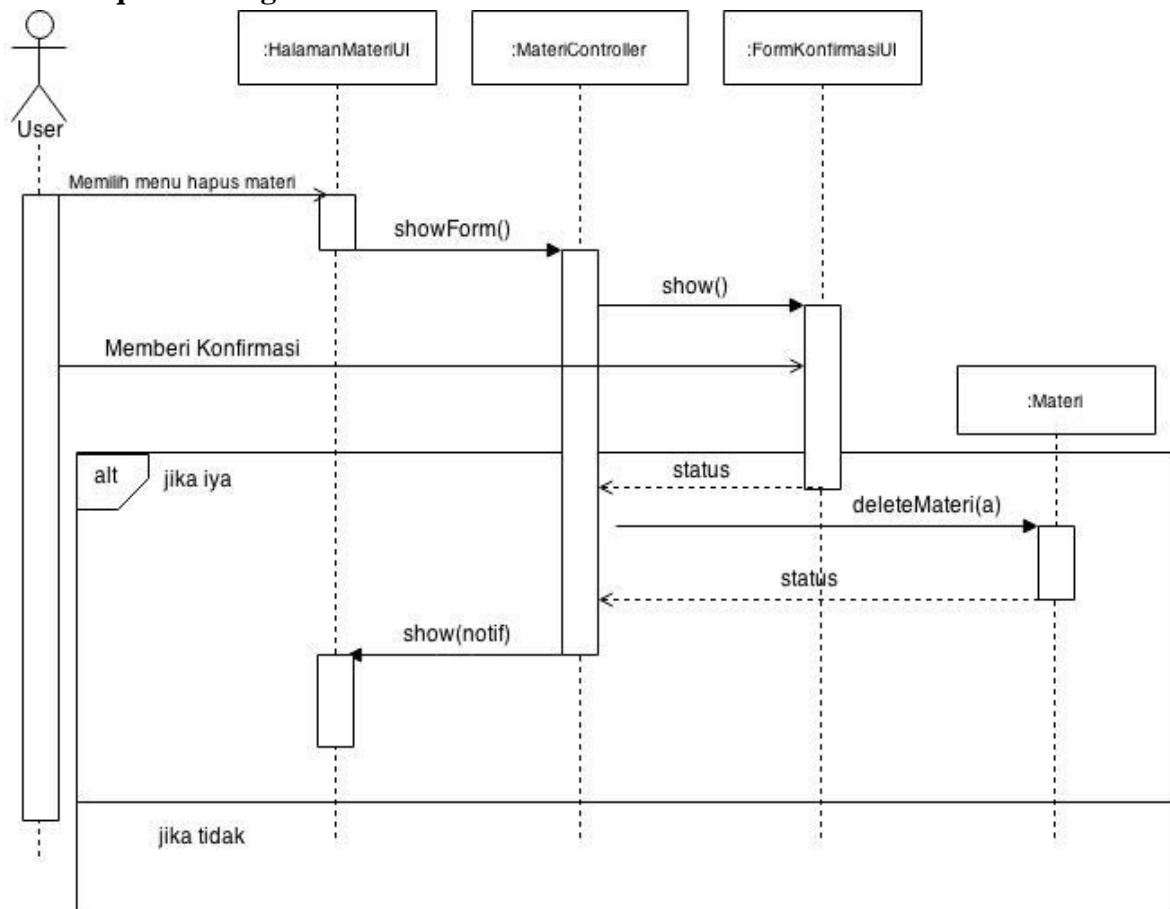 :HalamanMateriUI
:MateriController
:FormKonfirmasiUI
User
Memilih menu hapus materi
showForm()
show()
Memberi Konfirmasi
:Materi
alt
jika iya
status
deleteMateri(a)
status
show(notif)
jika tidak